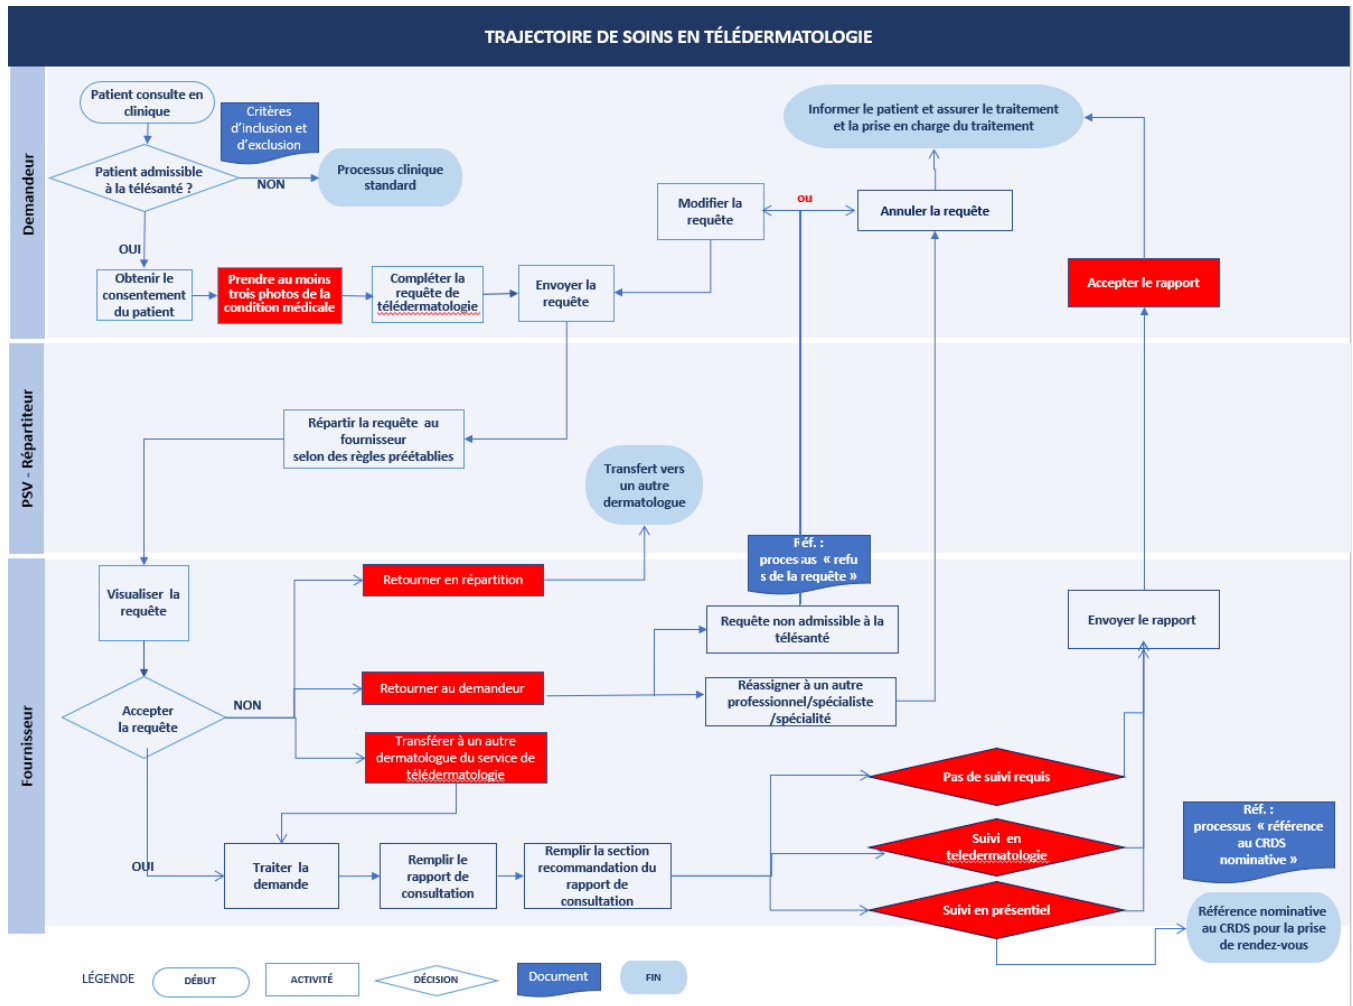 TRAJECTOIRE DE SOINS EN TÉLÉDERMATOLOGIE
Demandeur
Patient consulte en
clinique
Critères
d'inclusion et
d'exclusion
Patient admissible
à la télésanté ?
NON
Processus clinique
standard
OUI
Obtenir le
consentement
du patient
Prendre au moins
trois photos de la
condition médicale
Compléter la
requête de
télédermatologie
Envoyer la
requête
Modifier la
requête
ou
Annuler la requête
Informer le patient et assurer le traitement
et la prise en charge du traitement
Accepter le rapport
PSV - Répartiteur
Répartir la requête au
fournisseur
selon des règles préétablies
Transfert vers
un autre
dermatologue
Fournisseur
Visualiser la
requête
Accepter
la requête
NON
OUI
Retourner en répartition
Retourner au demandeur
Transférer à un autre
dermatologue du service de
télédermatologie
Réf. :
processus « refu
s de la requête »
Requête non admissible à la
télésanté
Réassigner à un autre
professionnel/spécialiste
/spécialité
Envoyer le rapport
Traiter la
demande
Remplir le
rapport de
consultation
Remplir la section
recommandation du
rapport de
consultation
Pas de suivi requis
Suivi en
teledermatologie
Suivi en présentiel
Réf. :
processus « référence
au CRDS
nominative »
Référence nominative
au CRDS pour la prise
de rendez-vous
LÉGENDE
DÉBUT
ACTIVITÉ
DÉCISION
Document
FIN